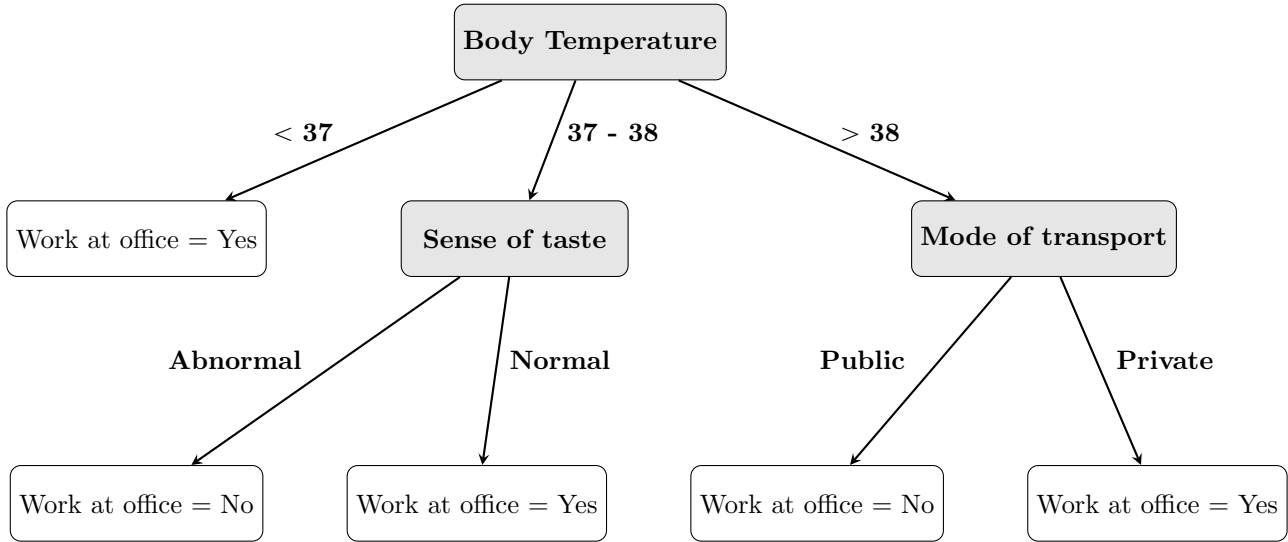 Body Temperature
< 37
37 - 38
> 38
Work at office = Yes
Sense of taste
Mode of transport
Abnormal
Normal
Public
Private
Work at office = No
Work at office = Yes
Work at office = No
Work at office = Yes